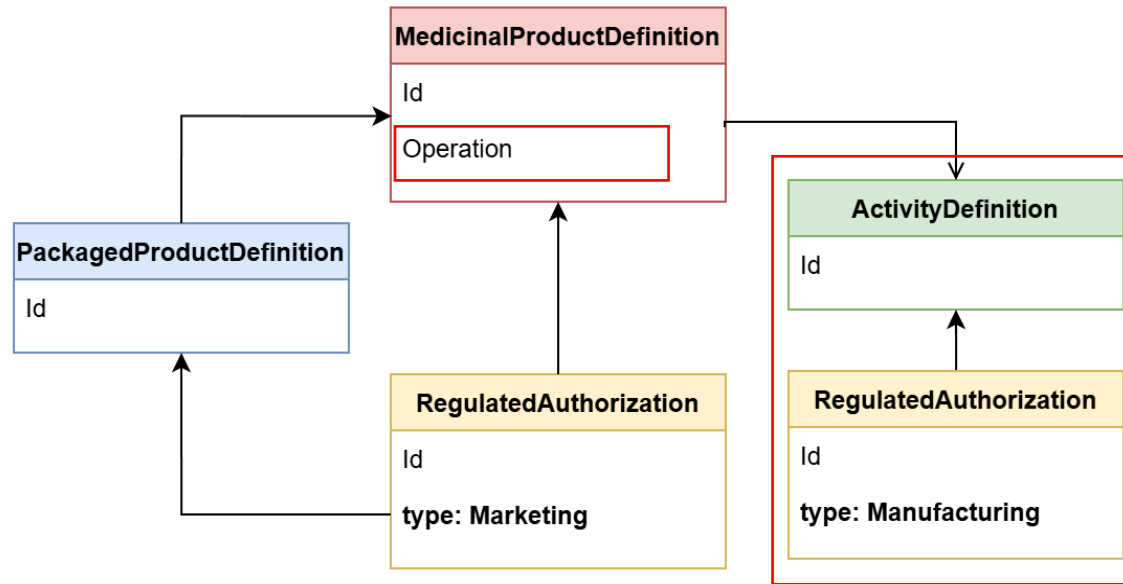 MedicinalProductDefinition
Id
Operation
PackagedProductDefinition
Id
ActivityDefinition
Id
RegulatedAuthorization
Id
type: Marketing
RegulatedAuthorization
Id
type: Manufacturing